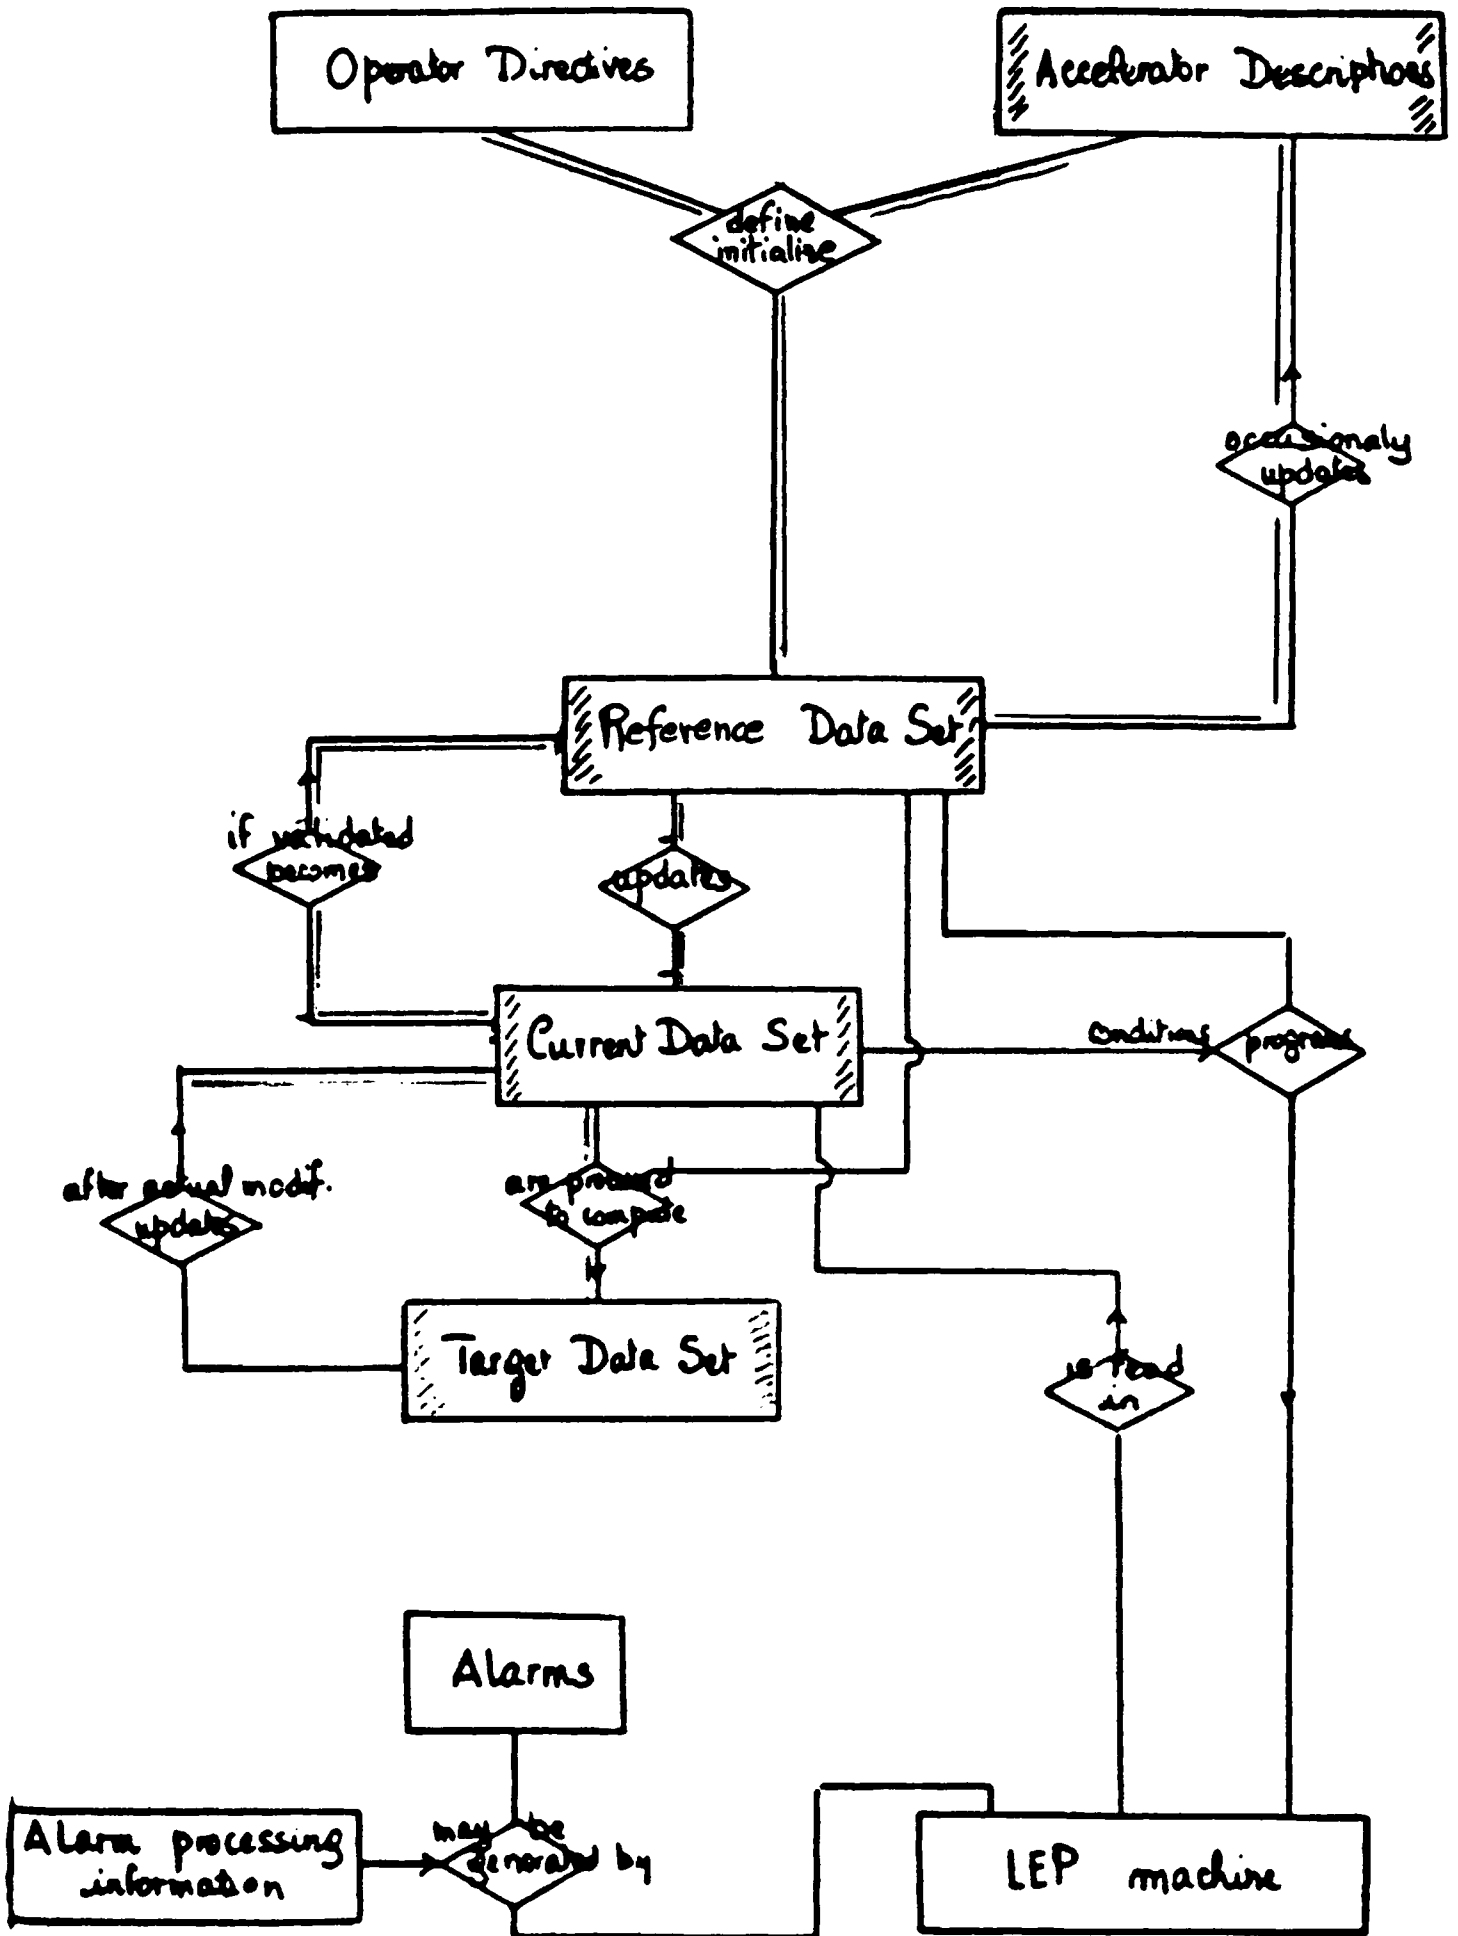 Operator Directives
Accelerator Descriptions
define
initialise
occasionaly
updates
Reference Data Set
if validated
becomes
updates
Current Data Set
Conditions
programs
after actual modif.
updates
are processed
to compute
Target Data Set
is read
in
Alarms
Alarm processing
information
may be
generated by
LEP machine